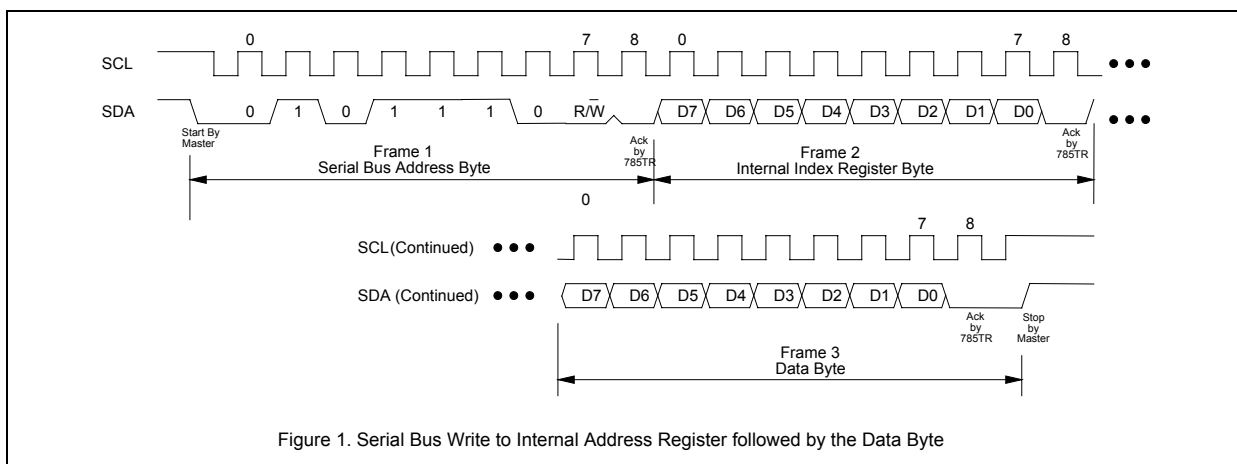 0 7 8 0 7 8
SCL
SDA 0 1 0 1 1 1 0 R/W D7 D6 D5 D4 D3 D2 D1 D0
Start By
Master
Ack
by
785TR
Ack
by
785TR
Frame 1
Serial Bus Address Byte
Frame 2
Internal Index Register Byte
0 7 8
SCL(Continued)
SDA (Continued) D7 D6 D5 D4 D3 D2 D1 D0
Ack
by
785TR
Stop
by
Master
Frame 3
Data Byte
Figure 1. Serial Bus Write to Internal Address Register followed by the Data Byte